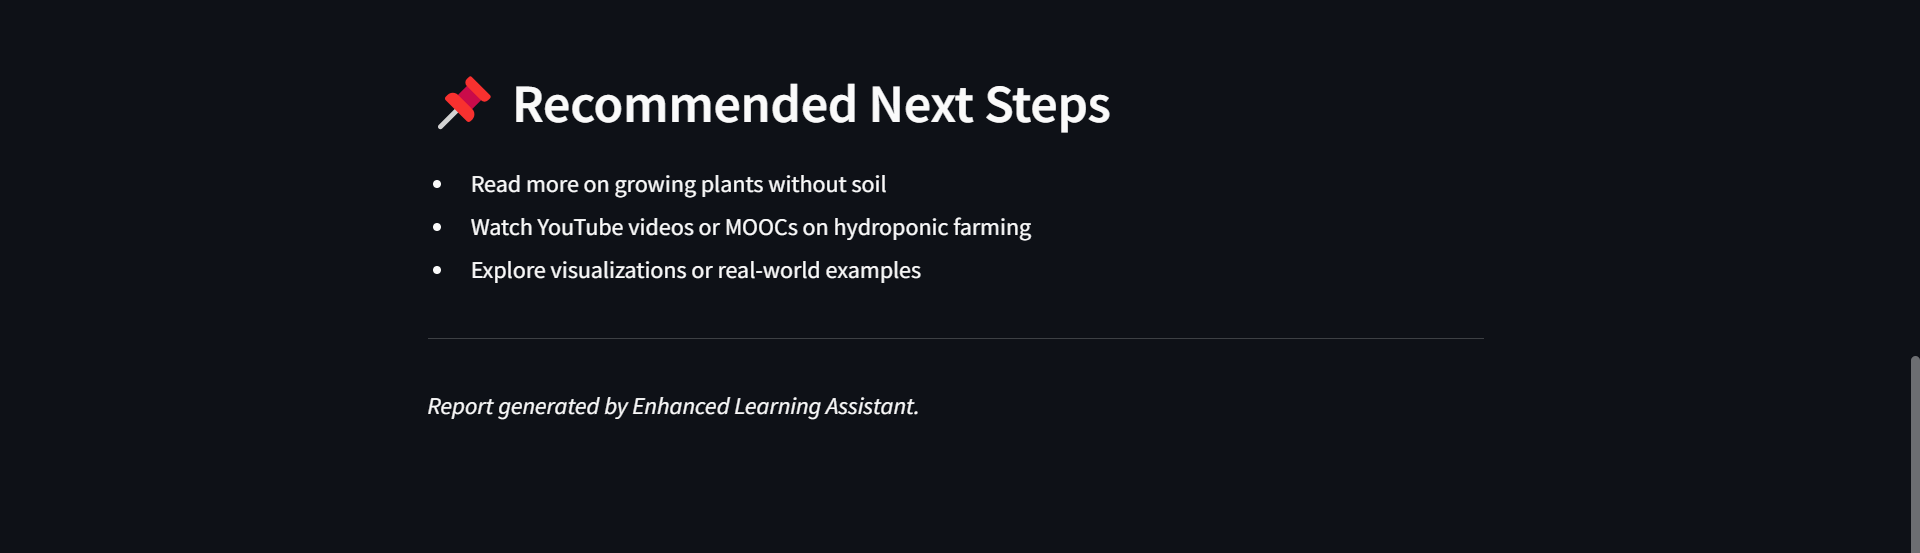 Recommended Next Steps
Read more on growing plants without soil
Watch YouTube videos or MOOCs on hydroponic farming
Explore visualizations or real-world examples
Report generated by Enhanced Learning Assistant.